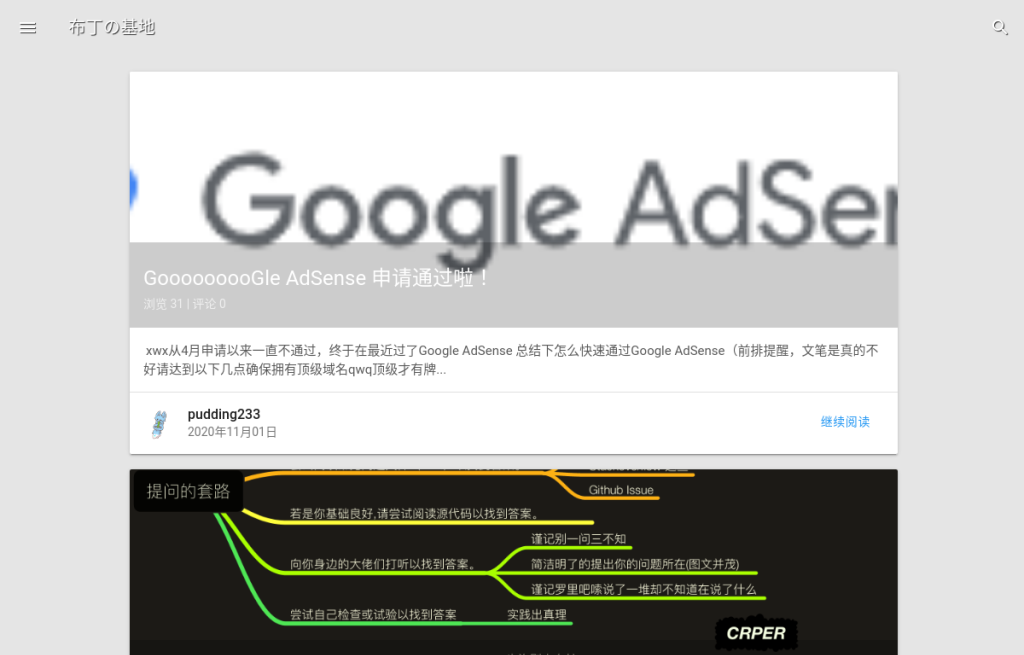 布丁の基地
Google AdSen
GooooooooGle AdSense 申请通过啦！
浏览 31 | 评论 0
xwx从4月申请以来一直不通过，终于在最近过了Google AdSense 总结下怎么快速通过Google AdSense（前排提醒，文笔是真的不
好请达到以下几点确保拥有顶级域名qwq顶级才有牌...
pudding233
2020年11月01日
继续阅读
提问的套路
Github Issue
若是你基础良好,请尝试阅读源代码以找到答案。
谨记别一问三不知
向你身边的大佬们打听以找到答案。
简洁明了的提出你的问题所在(图文并茂)
谨记罗里吧嗦说了一堆却不知道在说了什么
尝试自己检查或试验以找到答案
实践出真理
CRPER